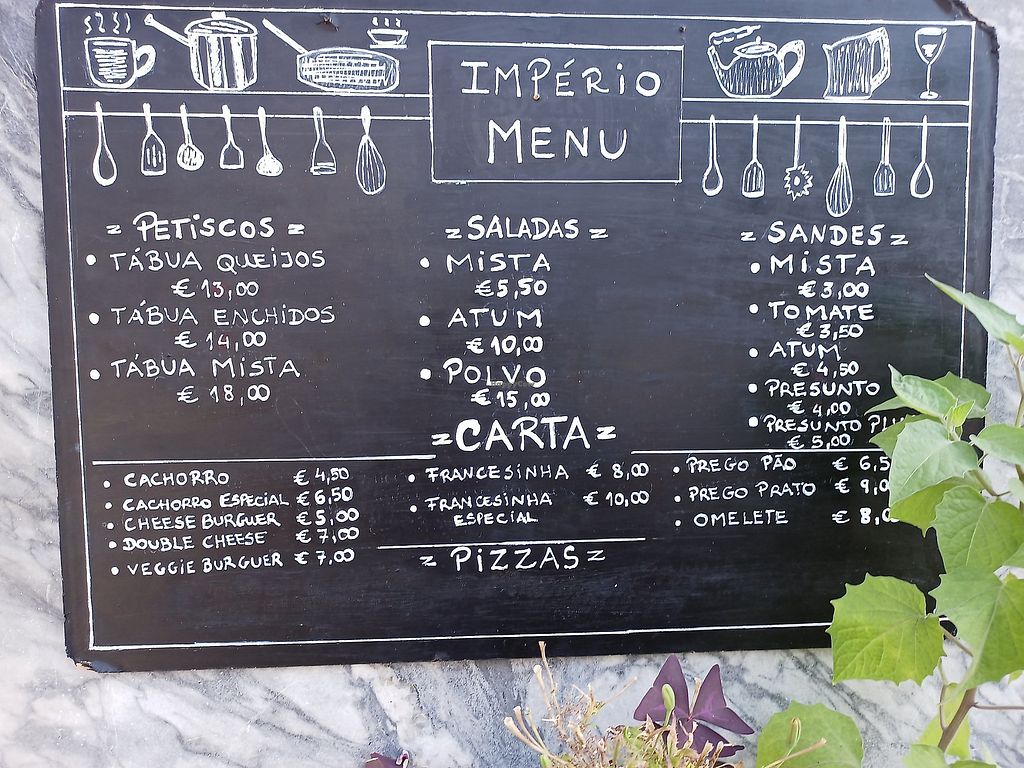 IMPÉRIO
MENU
= PETISCOS =
• TÁBUA QUEIJOS
€ 13,00
• TÁBUA ENCHIDOS
€ 14,00
• TÁBUA MISTA
€ 18,00
= SALADAS =
• MISTA
€5,50
• ATUM
€ 10,00
• POLVO
€ 15,00
= SANDES =
• MISTA
€ 3,00
• TOMATE
€ 3,50
• ATUM
€ 4,50
• PRESUNTO
€ 4,00
• PRESUNTO
€ 5,00
= CARTA =
• CACHORRO € 4,50
• CACHORRO ESPECIAL € 6,50
• CHEESE BURGUER € 5,00
• DOUBLE CHEESE € 7,00
• VEGGIE BURGUER € 7,00
• FRANCESINHA € 8,00
• FRANCESINHA € 10,00
ESPECIAL
• PREGO PÃO €
• PREGO PRATO €
• OMELETE €
= PIZZAS =